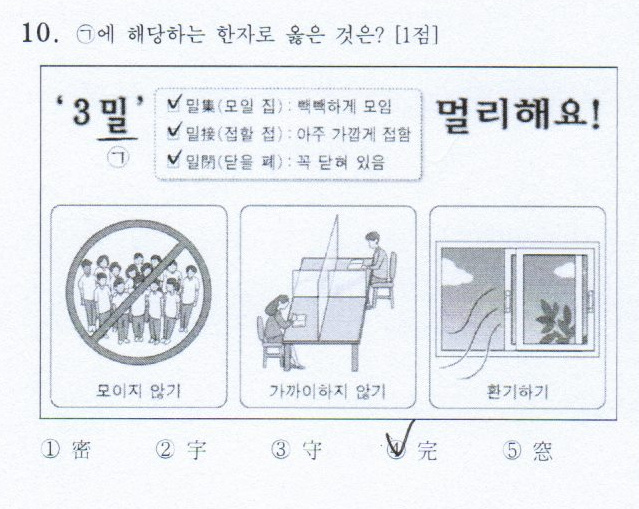 10. ㉠에 해당하는 한자로 옳은 것은? [1점]
‘3밀’ 멀리해요!
㉠
밀集(모일 집) : 빽빽하게 모임
밀接(접할 접) : 아주 가깝게 접함
밀閉(닫을 폐) : 꼭 닫혀 있음
모이지 않기 가까이하지 않기 환기하기
① 密 ② 宇 ③ 守 ④ 完 ⑤ 窓